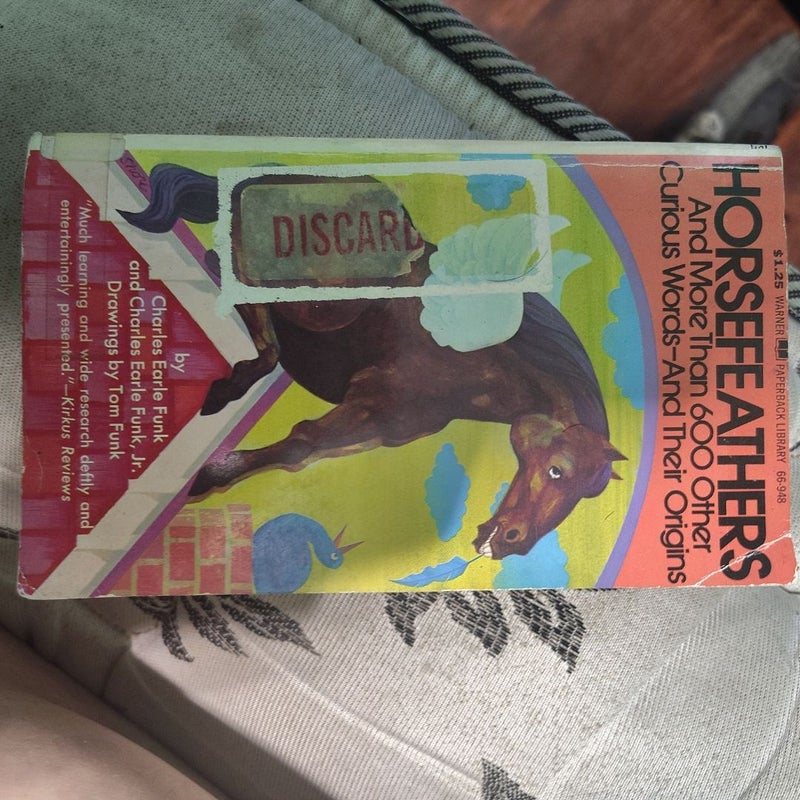 $1.25 WARNER PAPERBACK LIBRARY 66-948
HORSEFEATHERS
And More Than 600 Other
Curious Words—And Their Origins
DISCARD
by
Charles Earle Funk
and Charles Earle Funk, Jr.
Drawings by Tom Funk
"Much learning and wide research deftly and
entertainingly presented."—Kirkus Reviews